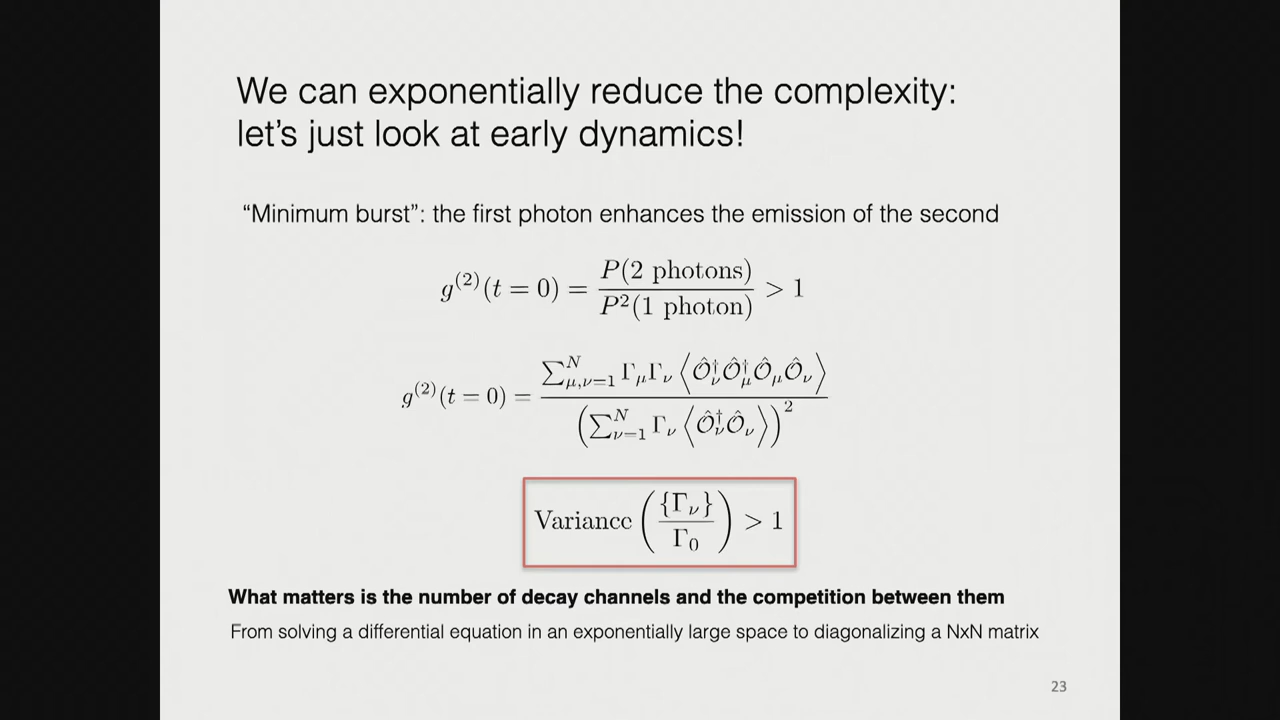 We can exponentially reduce the complexity:
let's just look at early dynamics!
“Minimum burst”: the first photon enhances the emission of the second
$g^{(2)}(t=0) = \frac{P(2\text{ photons})}{P^2(1\text{ photon})} > 1$
$g^{(2)}(t=0) = \frac{\sum_{\mu,\nu=1}^{N} \Gamma_\mu \Gamma_\nu \left\langle \hat{\mathcal{O}}_\nu^\dagger \hat{\mathcal{O}}_\mu^\dagger \hat{\mathcal{O}}_\mu \hat{\mathcal{O}}_\nu \right\rangle}{\left( \sum_{\nu=1}^{N} \Gamma_\nu \left\langle \hat{\mathcal{O}}_\nu^\dagger \hat{\mathcal{O}}_\nu \right\rangle \right)^2}$
$\text{Variance} \left( \frac{\{\Gamma_\nu\}}{\Gamma_0} \right) > 1$
What matters is the number of decay channels and the competition between them
From solving a differential equation in an exponentially large space to diagonalizing a NxN matrix
23